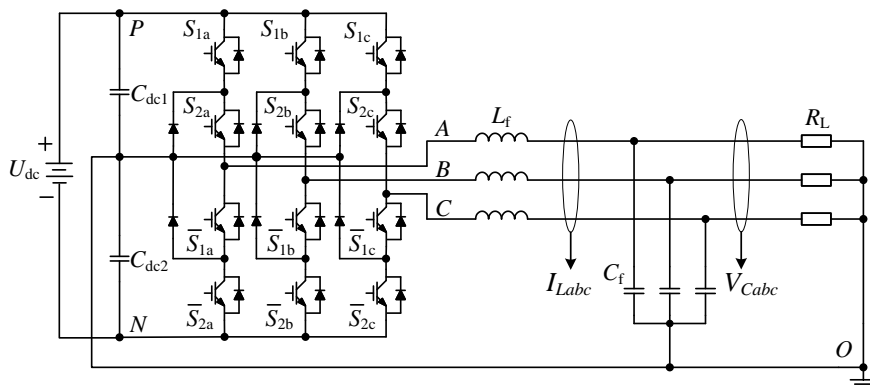 P
S1a
S1b
S1c
Cdc1
S2a
S2b
S2c
A
Lf
RL
+
Udc
−
B
C
S̅1a
S̅1b
S̅1c
Cdc2
ILabc
Cf
VCabc
S̅2a
S̅2b
S̅2c
N
O